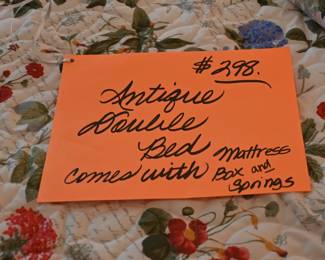 $298.
Antique
Double
Bed
comes with Mattress
Box and
Springs